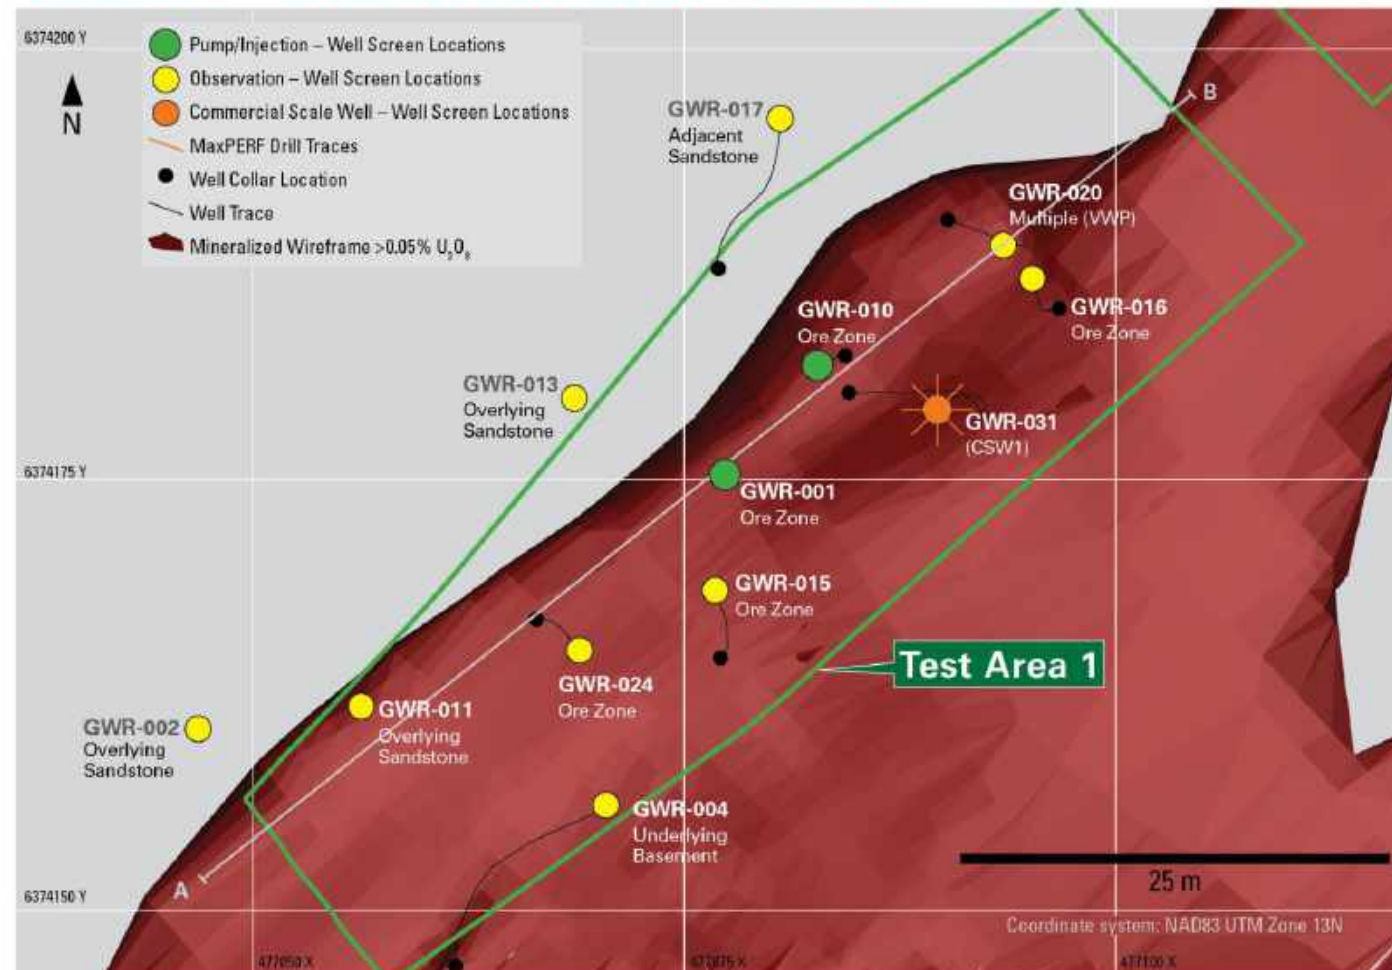 6374200 Y
N
Pump/Injection – Well Screen Locations
Observation – Well Screen Locations
Commercial Scale Well – Well Screen Locations
MaxPERF Drill Traces
Well Collar Location
Well Trace
Mineralized Wireframe >0.05% U₃O₈
GWR-017
Adjacent
Sandstone
B
GWR-020
Multiple (VWP)
GWR-016
Ore Zone
GWR-010
Ore Zone
GWR-013
Overlying
Sandstone
GWR-031
(CSW1)
6374175 Y
GWR-001
Ore Zone
GWR-015
Ore Zone
Test Area 1
GWR-024
Ore Zone
GWR-011
Overlying
Sandstone
GWR-002
Overlying
Sandstone
GWR-004
Underlying
Basement
A
25 m
6374150 Y
Coordinate system: NAD83 UTM Zone 13N
477050 X
477075 X
477100 X